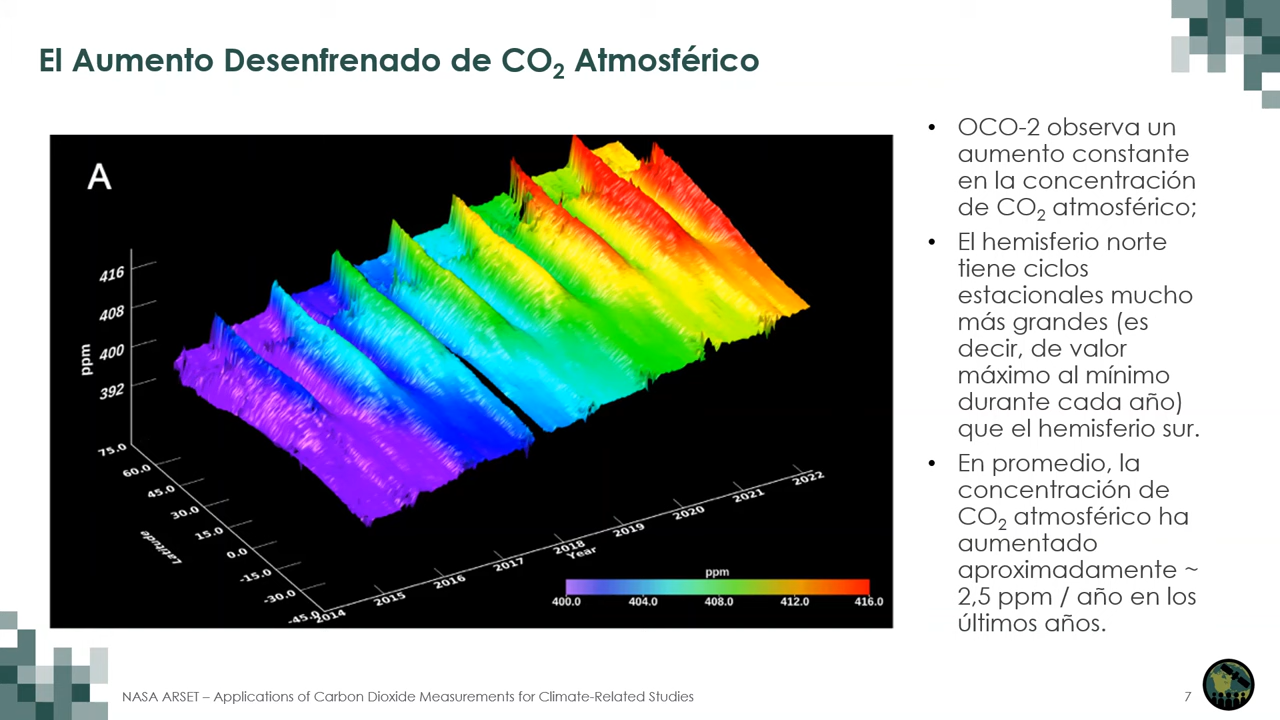 El Aumento Desenfrenado de CO₂ Atmosférico
A
416
408
400
392
ppm
75.0
60.0
45.0
30.0
15.0
0.0
-15.0
-30.0
-45.0
Latitude
2014
2015
2016
2017
2018
2019
2020
2021
2022
Year
ppm
400.0 404.0 408.0 412.0 416.0
• OCO-2 observa un
aumento constante
en la concentración
de CO₂ atmosférico;
• El hemisferio norte
tiene ciclos
estacionales mucho
más grandes (es
decir, de valor
máximo al mínimo
durante cada año)
que el hemisferio sur.
• En promedio, la
concentración de
CO₂ atmosférico ha
aumentado
aproximadamente ~
2,5 ppm / año en los
últimos años.
NASA ARSET – Applications of Carbon Dioxide Measurements for Climate-Related Studies
7